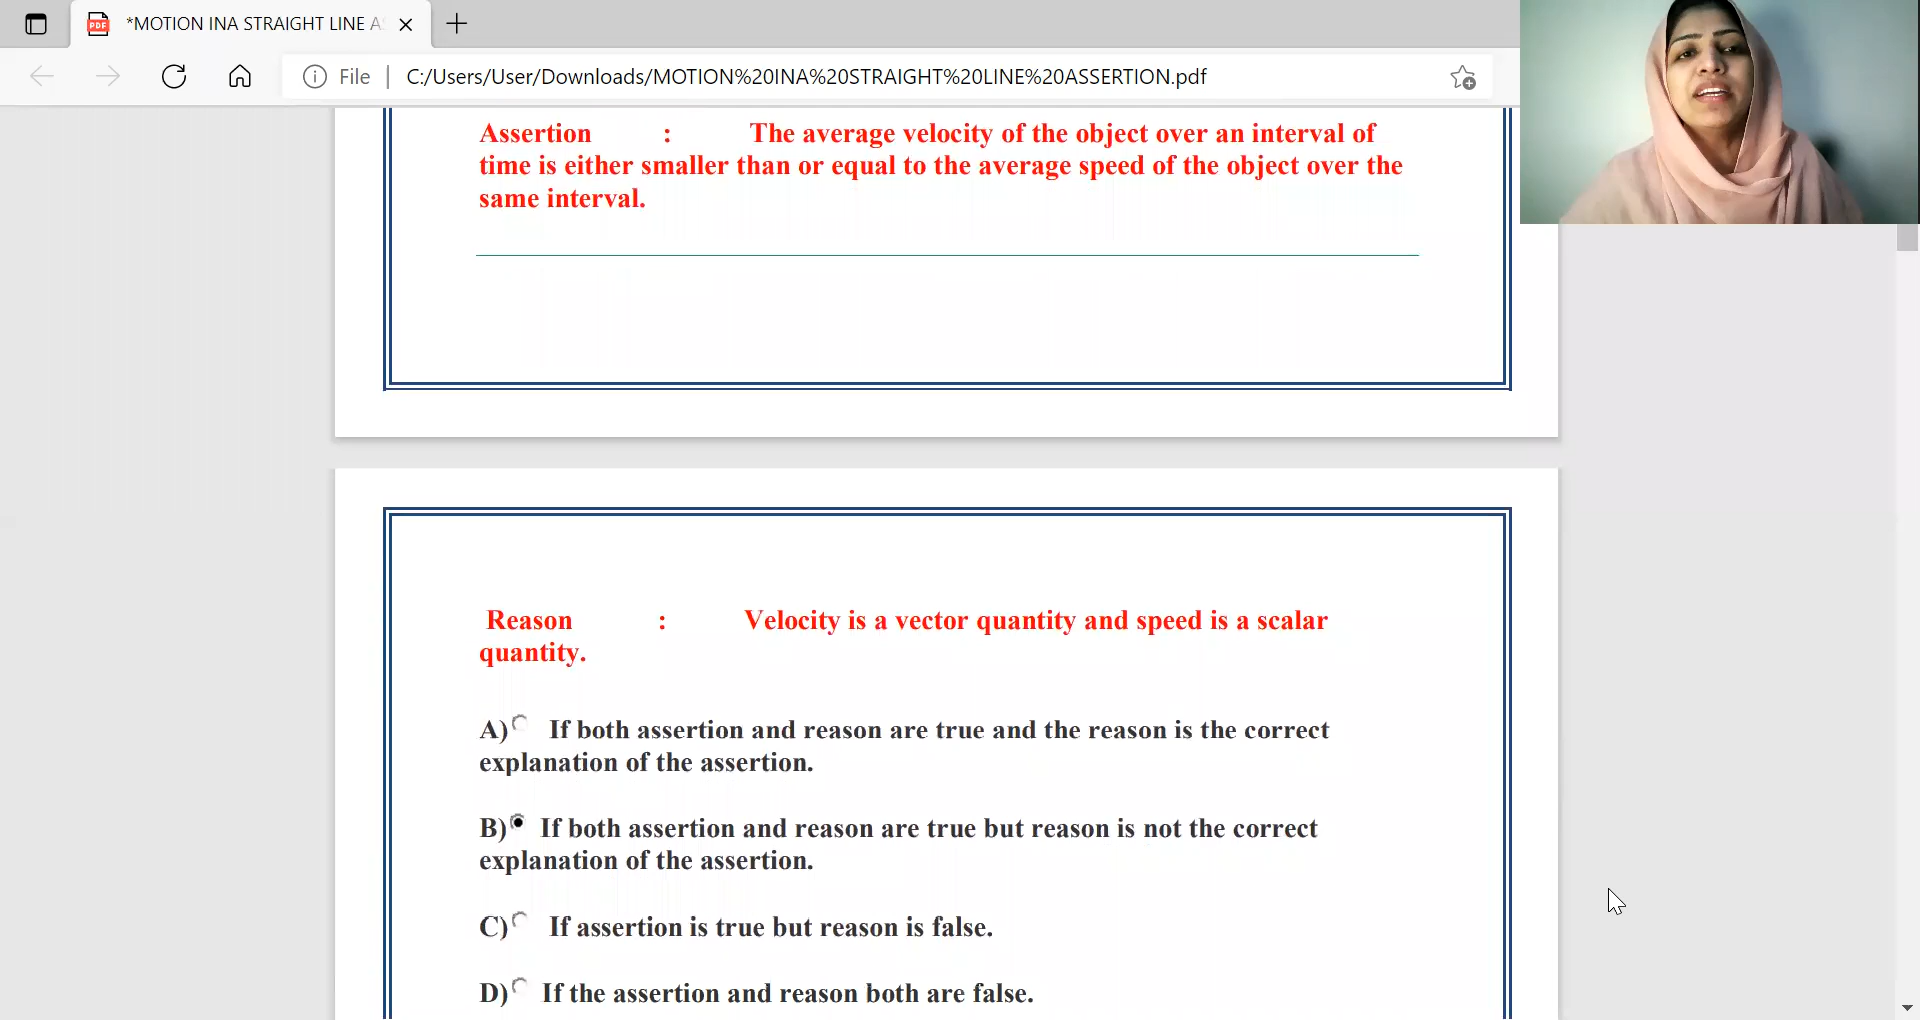 *MOTION INA STRAIGHT LINE A
File
C:/Users/User/Downloads/MOTION%20INA%20STRAIGHT%20LINE%20ASSERTION.pdf
Assertion : The average velocity of the object over an interval of
time is either smaller than or equal to the average speed of the object over the
same interval.
Reason : Velocity is a vector quantity and speed is a scalar
quantity.
A) If both assertion and reason are true and the reason is the correct
explanation of the assertion.
B) If both assertion and reason are true but reason is not the correct
explanation of the assertion.
C) If assertion is true but reason is false.
D) If the assertion and reason both are false.